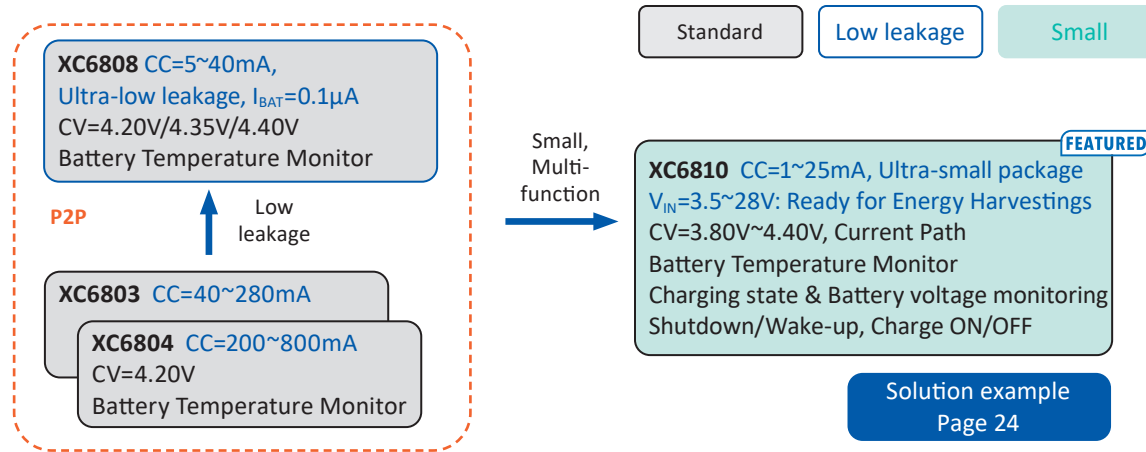 Standard
Low leakage
Small
XC6808 CC=5~40mA,
Ultra-low leakage, IBAT=0.1µA
CV=4.20V/4.35V/4.40V
Battery Temperature Monitor
P2P
Low
leakage
XC6803 CC=40~280mA
XC6804 CC=200~800mA
CV=4.20V
Battery Temperature Monitor
Small,
Multi-
function
FEATURED
XC6810 CC=1~25mA, Ultra-small package
VIN=3.5~28V: Ready for Energy Harvestings
CV=3.80V~4.40V, Current Path
Battery Temperature Monitor
Charging state & Battery voltage monitoring
Shutdown/Wake-up, Charge ON/OFF
Solution example
Page 24